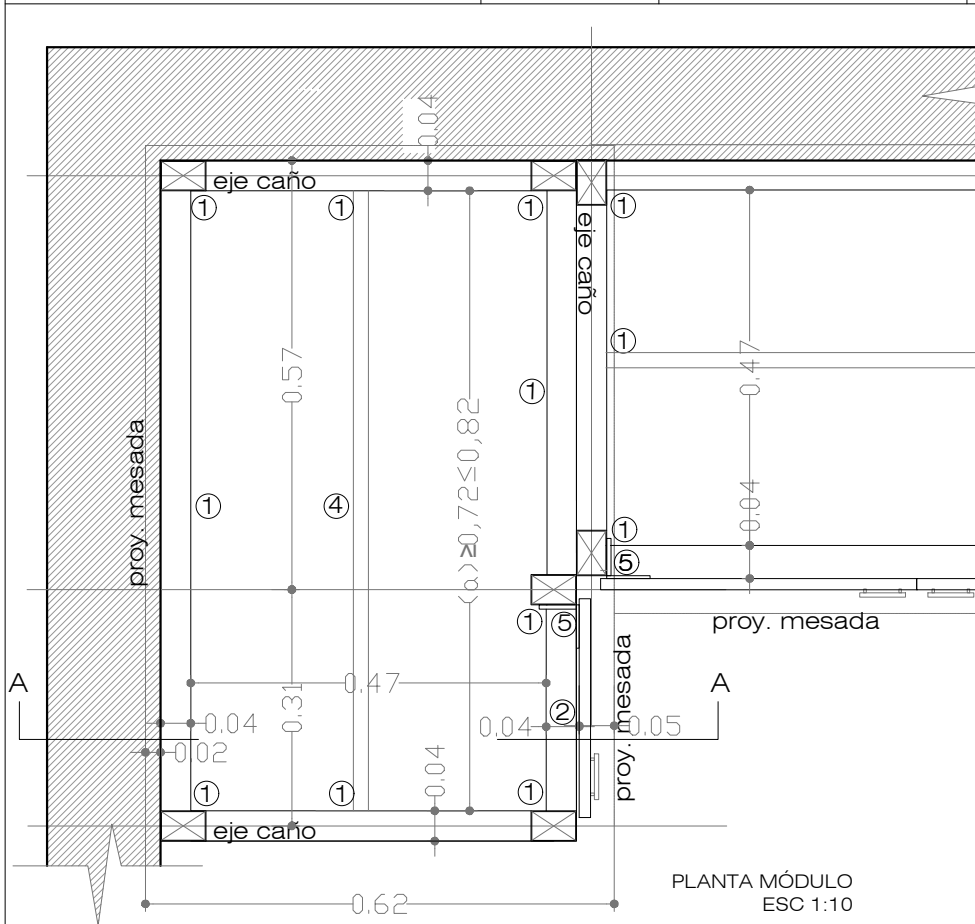 0.04
eje caño
1
1
1
1
eje caño
1
0.47
0.57
1
(a)≥0,72≤0,82
proy. mesada
1
4
0.04
1
5
1
5
proy. mesada
A
0.47
A
0.31
proy. mesada
2
0.04
0.04
0.05
0.02
0.04
1
1
1
eje caño
0.62
PLANTA MÓDULO
ESC 1:10